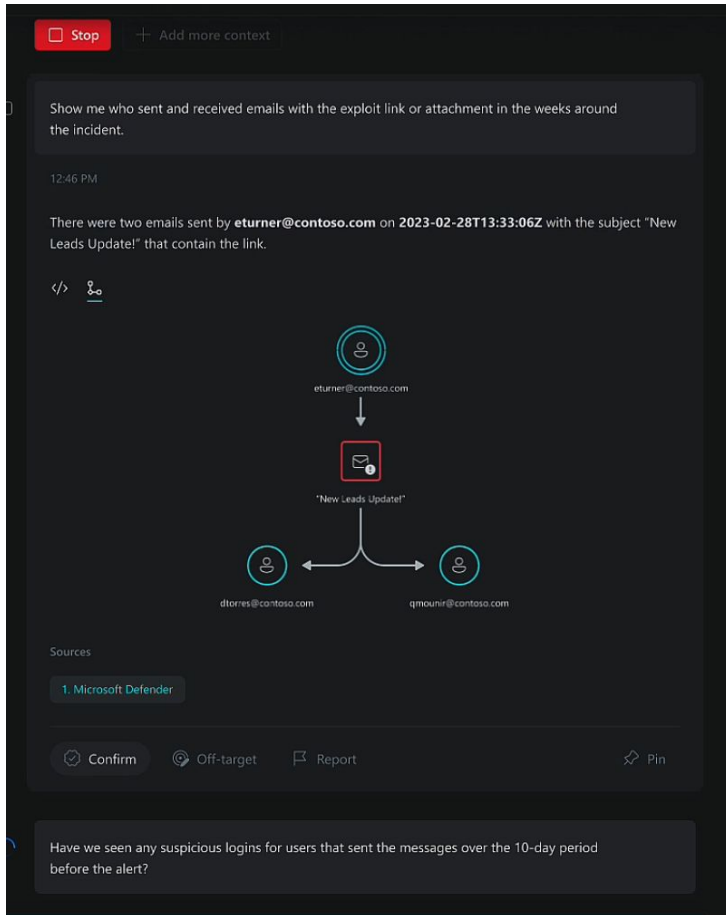 Stop
Add more context
Show me who sent and received emails with the exploit link or attachment in the weeks around
the incident.
12:46 PM
There were two emails sent by eturner@contoso.com on 2023-02-28T13:33:06Z with the subject "New
Leads Update!" that contain the link.
</>
eturner@contoso.com
"New Leads Update!"
dtorres@contoso.com
qmounir@contoso.com
Sources
1. Microsoft Defender
Confirm
Off-target
Report
Pin
Have we seen any suspicious logins for users that sent the messages over the 10-day period
before the alert?